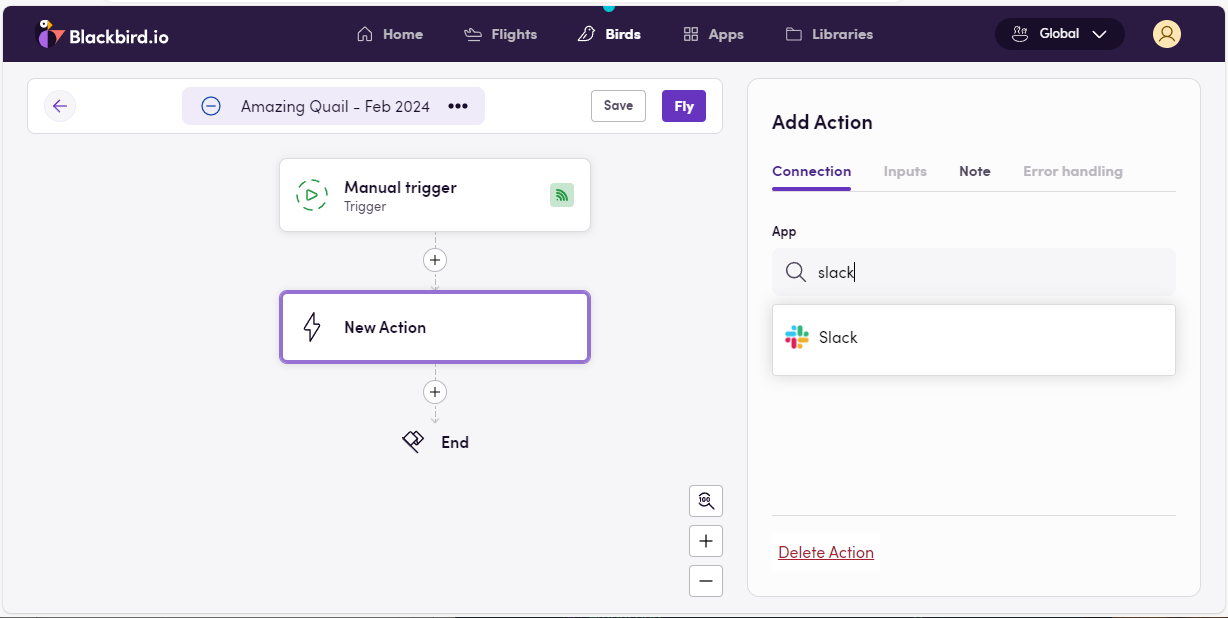 Blackbird.io
Home Flights Birds Apps Libraries Global
Amazing Quail - Feb 2024 ••• Save Fly
Manual trigger
Trigger
New Action
End
100
Add Action
Connection Inputs Note Error handling
App
slack
Slack
Delete Action